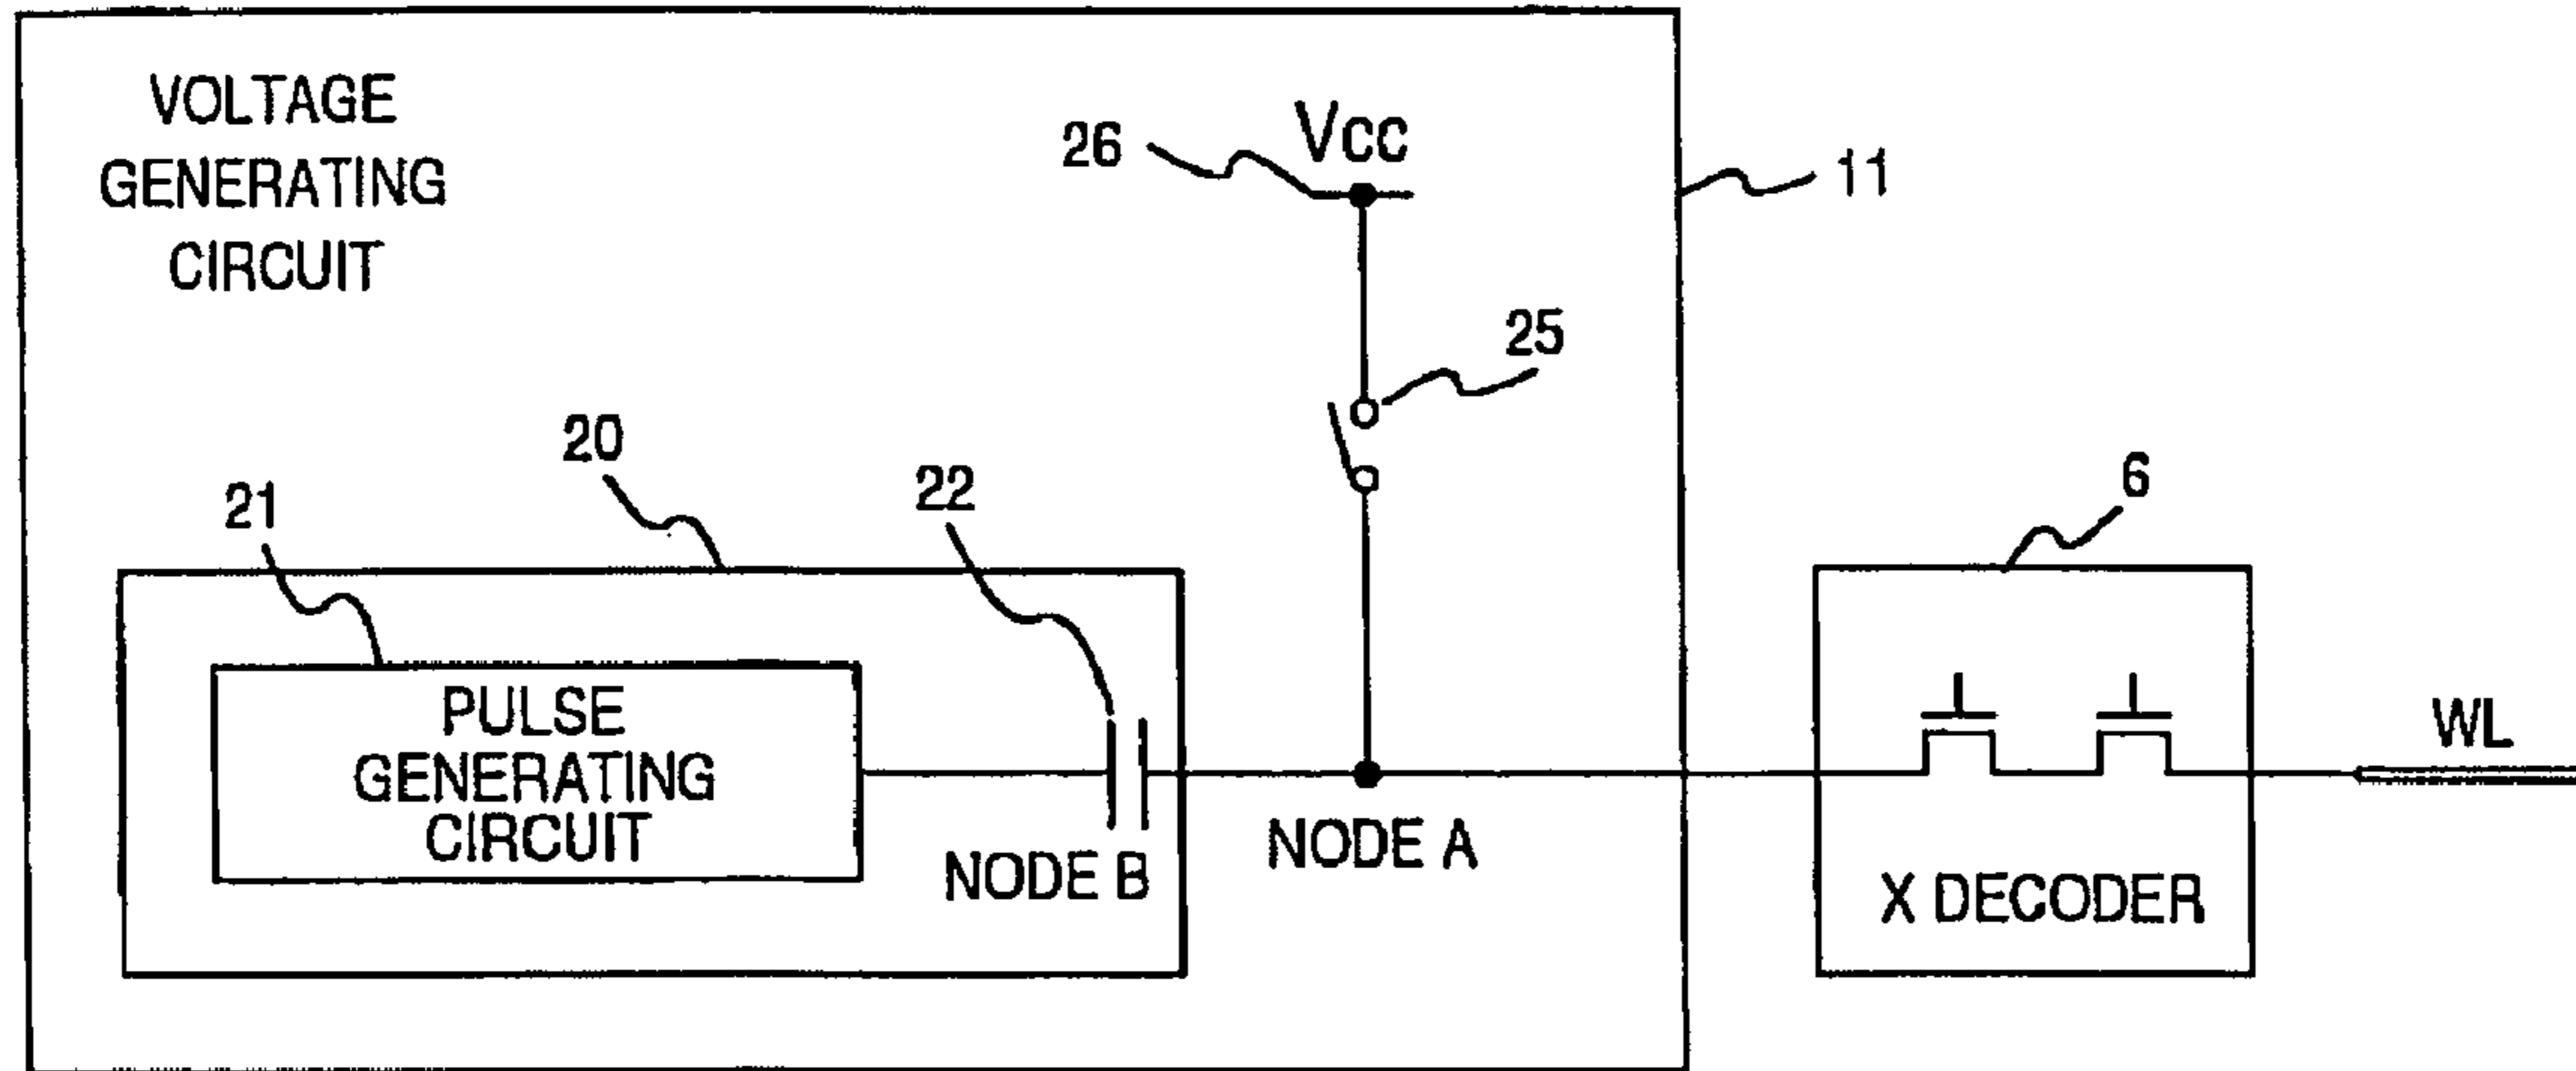 VOLTAGE
GENERATING
CIRCUIT
26
Vcc
11
25
20
21
22
6
PULSE
GENERATING
CIRCUIT
NODE B
NODE A
X DECODER
WL